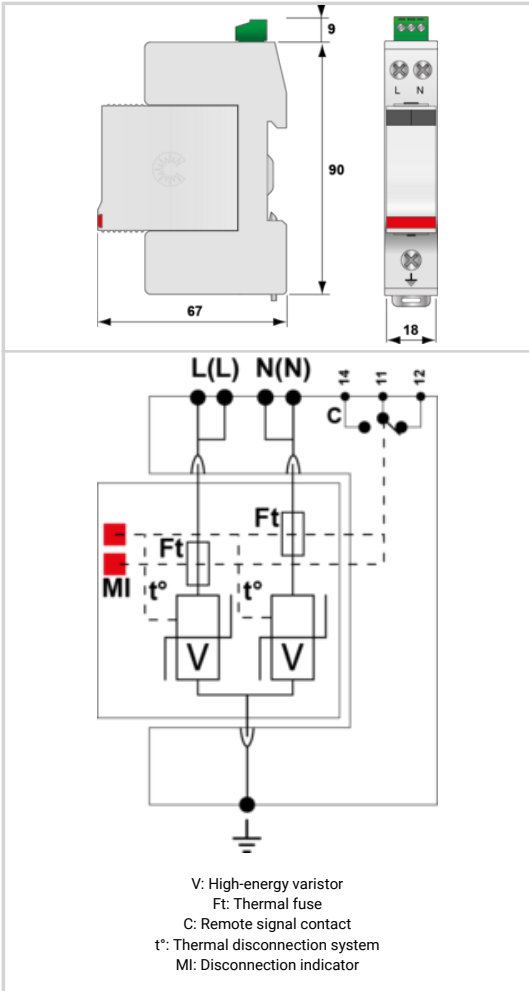 9
L N
90
67
18
L(L) N(N)
14 11 12
C
Ft
Ft
MI t° t°
V V
V: High-energy varistor
Ft: Thermal fuse
C: Remote signal contact
t°: Thermal disconnection system
MI: Disconnection indicator